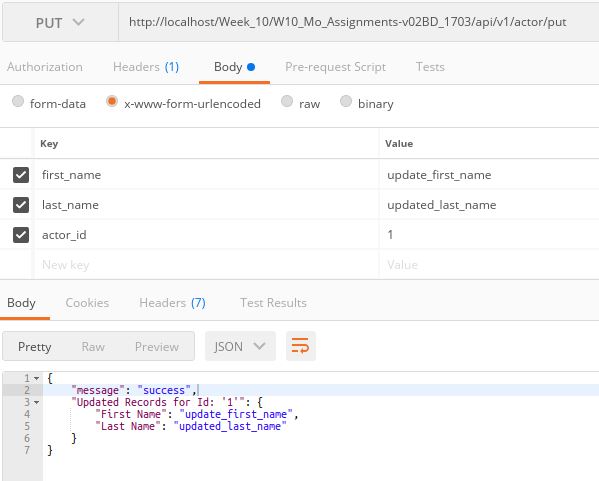 PUT http://localhost/Week_10/W10_Mo_Assignments-v02BD_1703/api/v1/actor/put
Authorization Headers (1) Body Pre-request Script Tests
form-data x-www-form-urlencoded raw binary
Key Value
first_name update_first_name
last_name updated_last_name
actor_id 1
New key Value
Body Cookies Headers (7) Test Results
Pretty Raw Preview JSON
1 {
2 "message": "success",
3 "Updated Records for Id: '1'": {
4 "First Name": "update_first_name",
5 "Last Name": "updated_last_name"
6 }
7 }